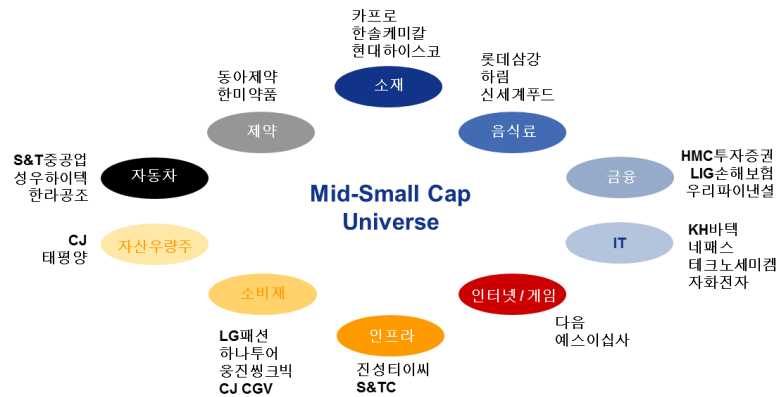 카프로
한솔케미칼
현대하이스코
소재
동아제약
한미약품
제약
롯데삼강
하림
신세계푸드
음식료
S&T중공업
성우하이텍
한라공조
자동차
HMC투자증권
LIG손해보험
우리파이낸셜
금융
Mid-Small Cap
Universe
CJ
태평양
자산우량주
IT
KH바텍
네패스
테크노세미켐
자화전자
소비재
LG패션
하나투어
웅진씽크빅
CJ CGV
인프라
진성티이씨
S&TC
인터넷/게임
다음
예스이십사